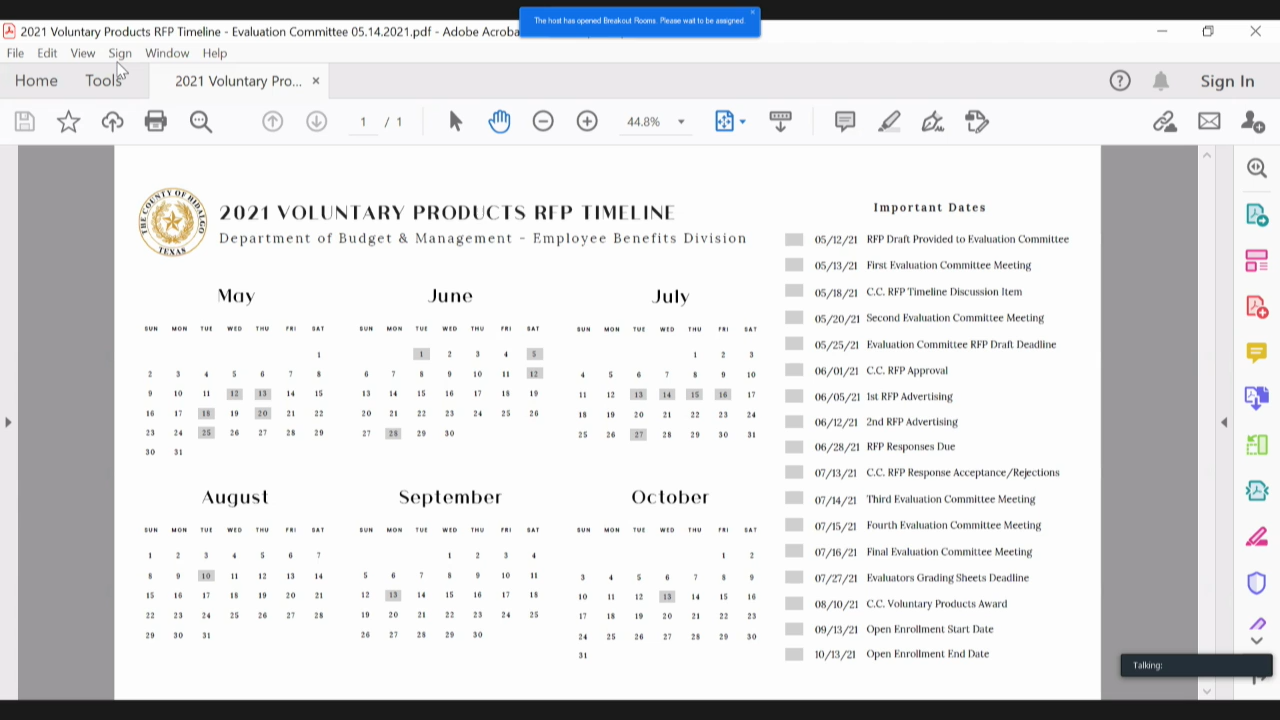 The host has opened Breakout Rooms. Please wait to be assigned.
2021 Voluntary Products RFP Timeline - Evaluation Committee 05.14.2021.pdf - Adobe Acroba
File Edit View Sign Window Help
Home Tools 2021 Voluntary Pro... × Sign In
1 / 1 44.8%
THE COUNTY OF HIDALGO
TEXAS
2021 VOLUNTARY PRODUCTS RFP TIMELINE
Department of Budget & Management - Employee Benefits Division
May
SUN MON TUE WED THU FRI SAT
1
2 3 4 5 6 7 8
9 10 11 12 13 14 15
16 17 18 19 20 21 22
23 24 25 26 27 28 29
30 31
June
SUN MON TUE WED THU FRI SAT
1 2 3 4 5
6 7 8 9 10 11 12
13 14 15 16 17 18 19
20 21 22 23 24 25 26
27 28 29 30
July
SUN MON TUE WED THU FRI SAT
1 2 3
4 5 6 7 8 9 10
11 12 13 14 15 16 17
18 19 20 21 22 23 24
25 26 27 28 29 30 31
August
SUN MON TUE WED THU FRI SAT
1 2 3 4 5 6 7
8 9 10 11 12 13 14
15 16 17 18 19 20 21
22 23 24 25 26 27 28
29 30 31
September
SUN MON TUE WED THU FRI SAT
1 2 3 4
5 6 7 8 9 10 11
12 13 14 15 16 17 18
19 20 21 22 23 24 25
26 27 28 29 30
October
SUN MON TUE WED THU FRI SAT
1 2
3 4 5 6 7 8 9
10 11 12 13 14 15 16
17 18 19 20 21 22 23
24 25 26 27 28 29 30
31
Important Dates
05/12/21 RFP Draft Provided to Evaluation Committee
05/13/21 First Evaluation Committee Meeting
05/18/21 C.C. RFP Timeline Discussion Item
05/20/21 Second Evaluation Committee Meeting
05/25/21 Evaluation Committee RFP Draft Deadline
06/01/21 C.C. RFP Approval
06/05/21 1st RFP Advertising
06/12/21 2nd RFP Advertising
06/28/21 RFP Responses Due
07/13/21 C.C. RFP Response Acceptance/Rejections
07/14/21 Third Evaluation Committee Meeting
07/15/21 Fourth Evaluation Committee Meeting
07/16/21 Final Evaluation Committee Meeting
07/27/21 Evaluators Grading Sheets Deadline
08/10/21 C.C. Voluntary Products Award
09/13/21 Open Enrollment Start Date
10/13/21 Open Enrollment End Date
Talking: